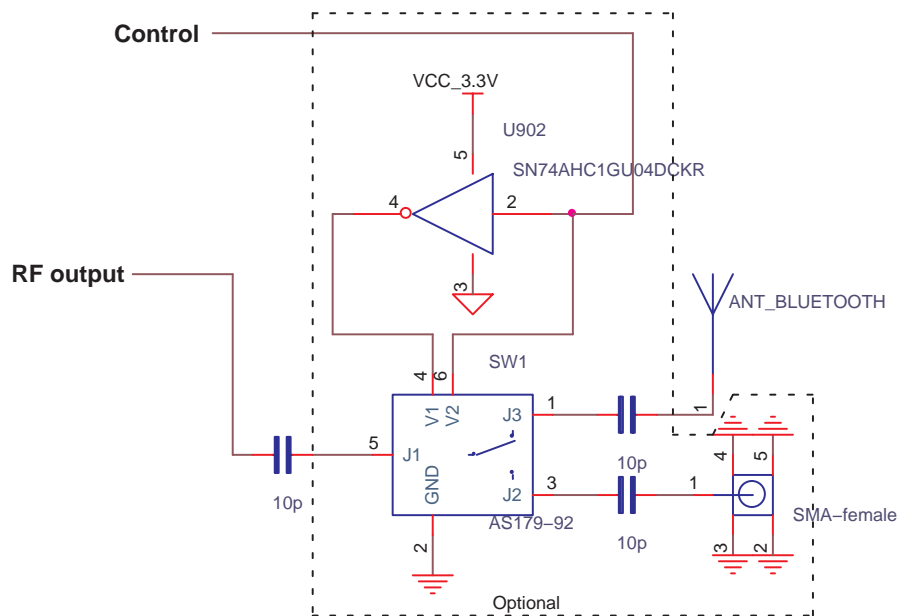 Control
VCC_3.3V
U902
5
SN74AHC1GU04DCKR
4
2
3
RF output
ANT_BLUETOOTH
SW1
4
6
V1
V2
J3
1
1
5
J1
10p
4
5
GND
J2
3
1
10p
AS179-92
SMA-female
2
10p
3
2
Optional